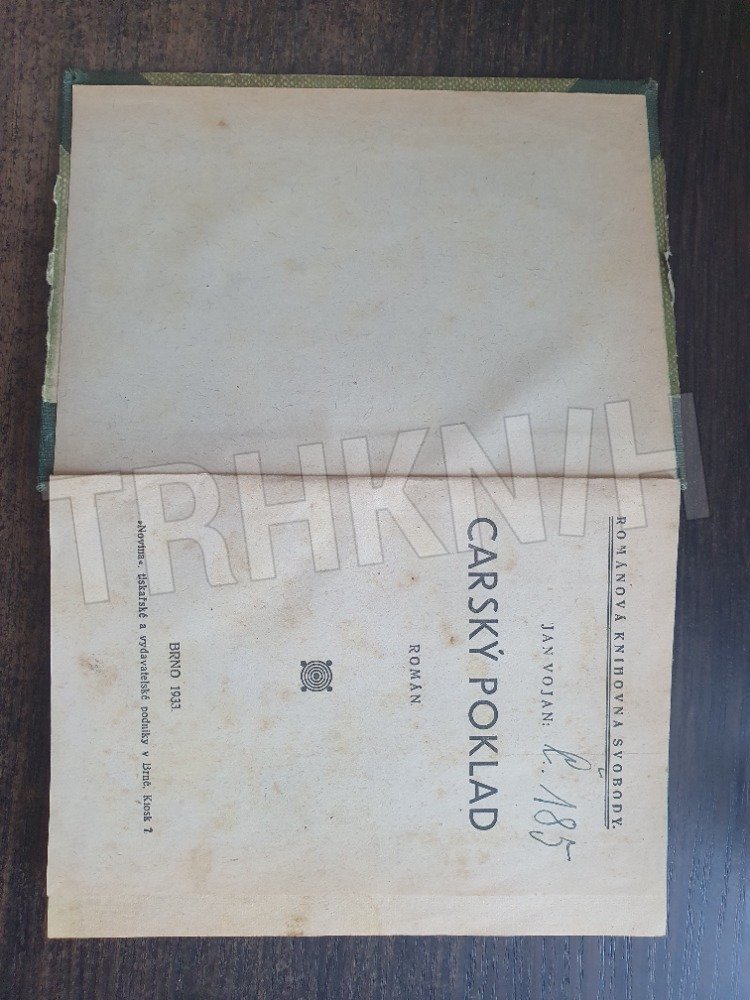 ROMÁNOVÁ KNIHOVNA SVOBODY.
JAN VOJAN:
č. 185
CARSKÝ POKLAD
ROMÁN
BRNO 1933.
»Novina«, tiskařské a vydavatelské podniky v Brně, Kiosk 7
TRHKNIH